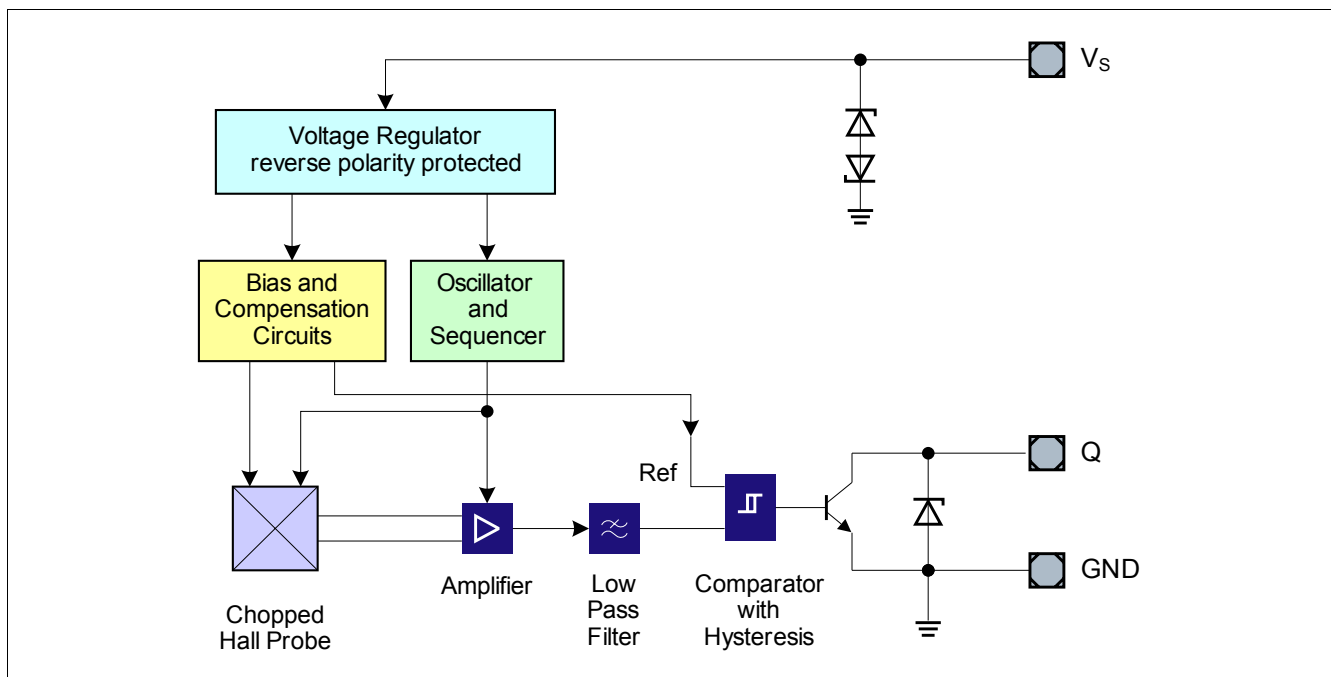 V_S
Voltage Regulator
reverse polarity protected
Bias and
Compensation
Circuits
Oscillator
and
Sequencer
Ref
Q
GND
Amplifier
Low
Pass
Filter
Comparator
with
Hysteresis
Chopped
Hall Probe